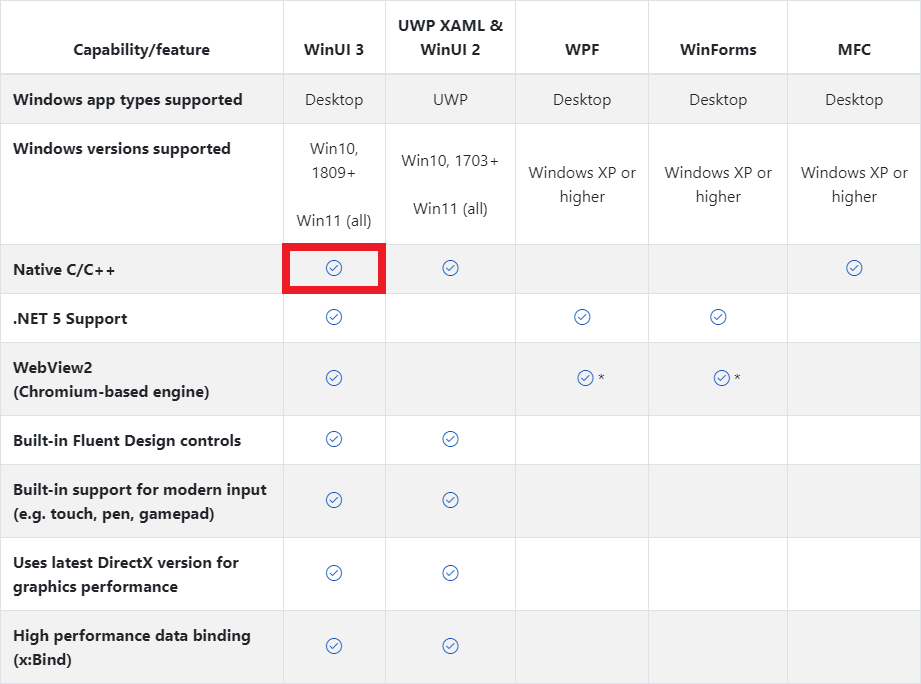 Capability/feature WinUI 3 UWP XAML & WinUI 2 WPF WinForms MFC
Windows app types supported Desktop UWP Desktop Desktop Desktop
Windows versions supported
Win10,
1809+
Win11 (all)
Win10, 1703+
Win11 (all)
Windows XP or
higher
Windows XP or
higher
Windows XP or
higher
Native C/C++
.NET 5 Support
WebView2
(Chromium-based engine)
*
*
Built-in Fluent Design controls
Built-in support for modern input
(e.g. touch, pen, gamepad)
Uses latest DirectX version for
graphics performance
High performance data binding
(x:Bind)